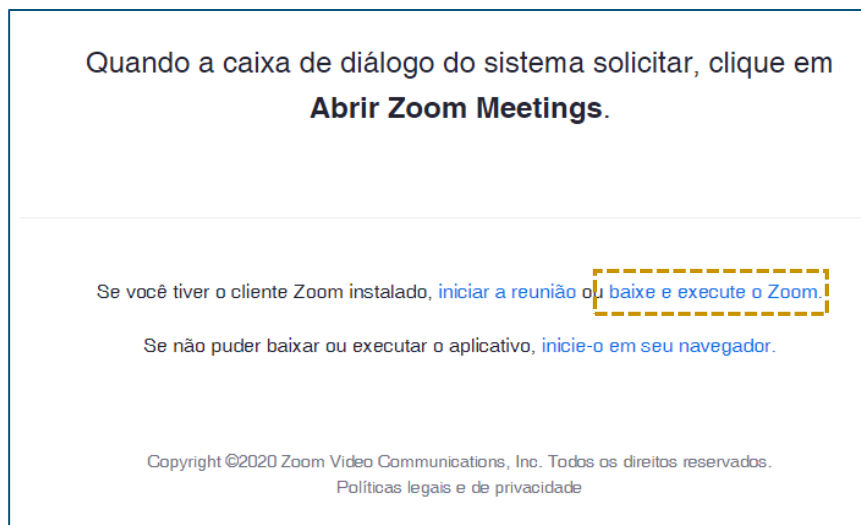 Quando a caixa de diálogo do sistema solicitar, clique em
Abrir Zoom Meetings.
Se você tiver o cliente Zoom instalado, iniciar a reunião ou baixe e execute o Zoom.
Se não puder baixar ou executar o aplicativo, inicie-o em seu navegador.
Copyright ©2020 Zoom Video Communications, Inc. Todos os direitos reservados.
Políticas legais e de privacidade